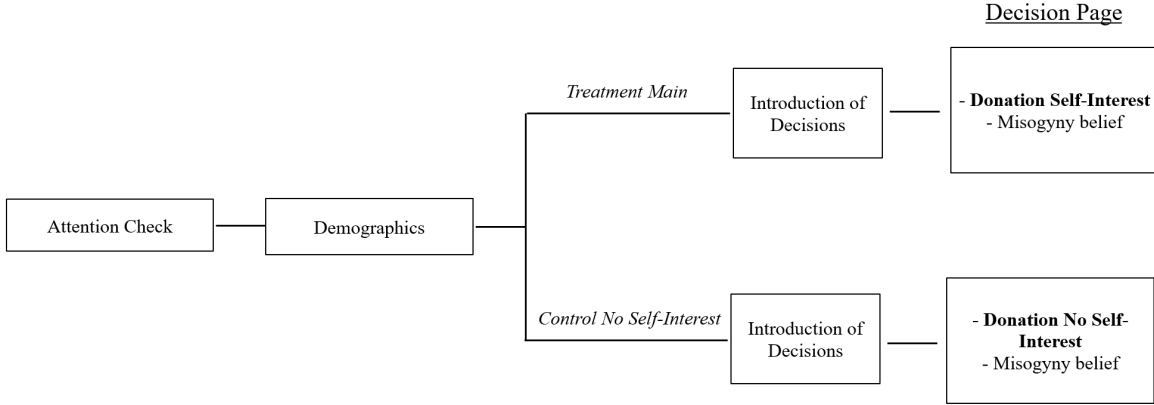 Decision Page
Treatment Main
Introduction of
Decisions
- Donation Self-Interest
- Misogyny belief
Attention Check
Demographics
Control No Self-Interest
Introduction of
Decisions
- Donation No Self-
Interest
- Misogyny belief